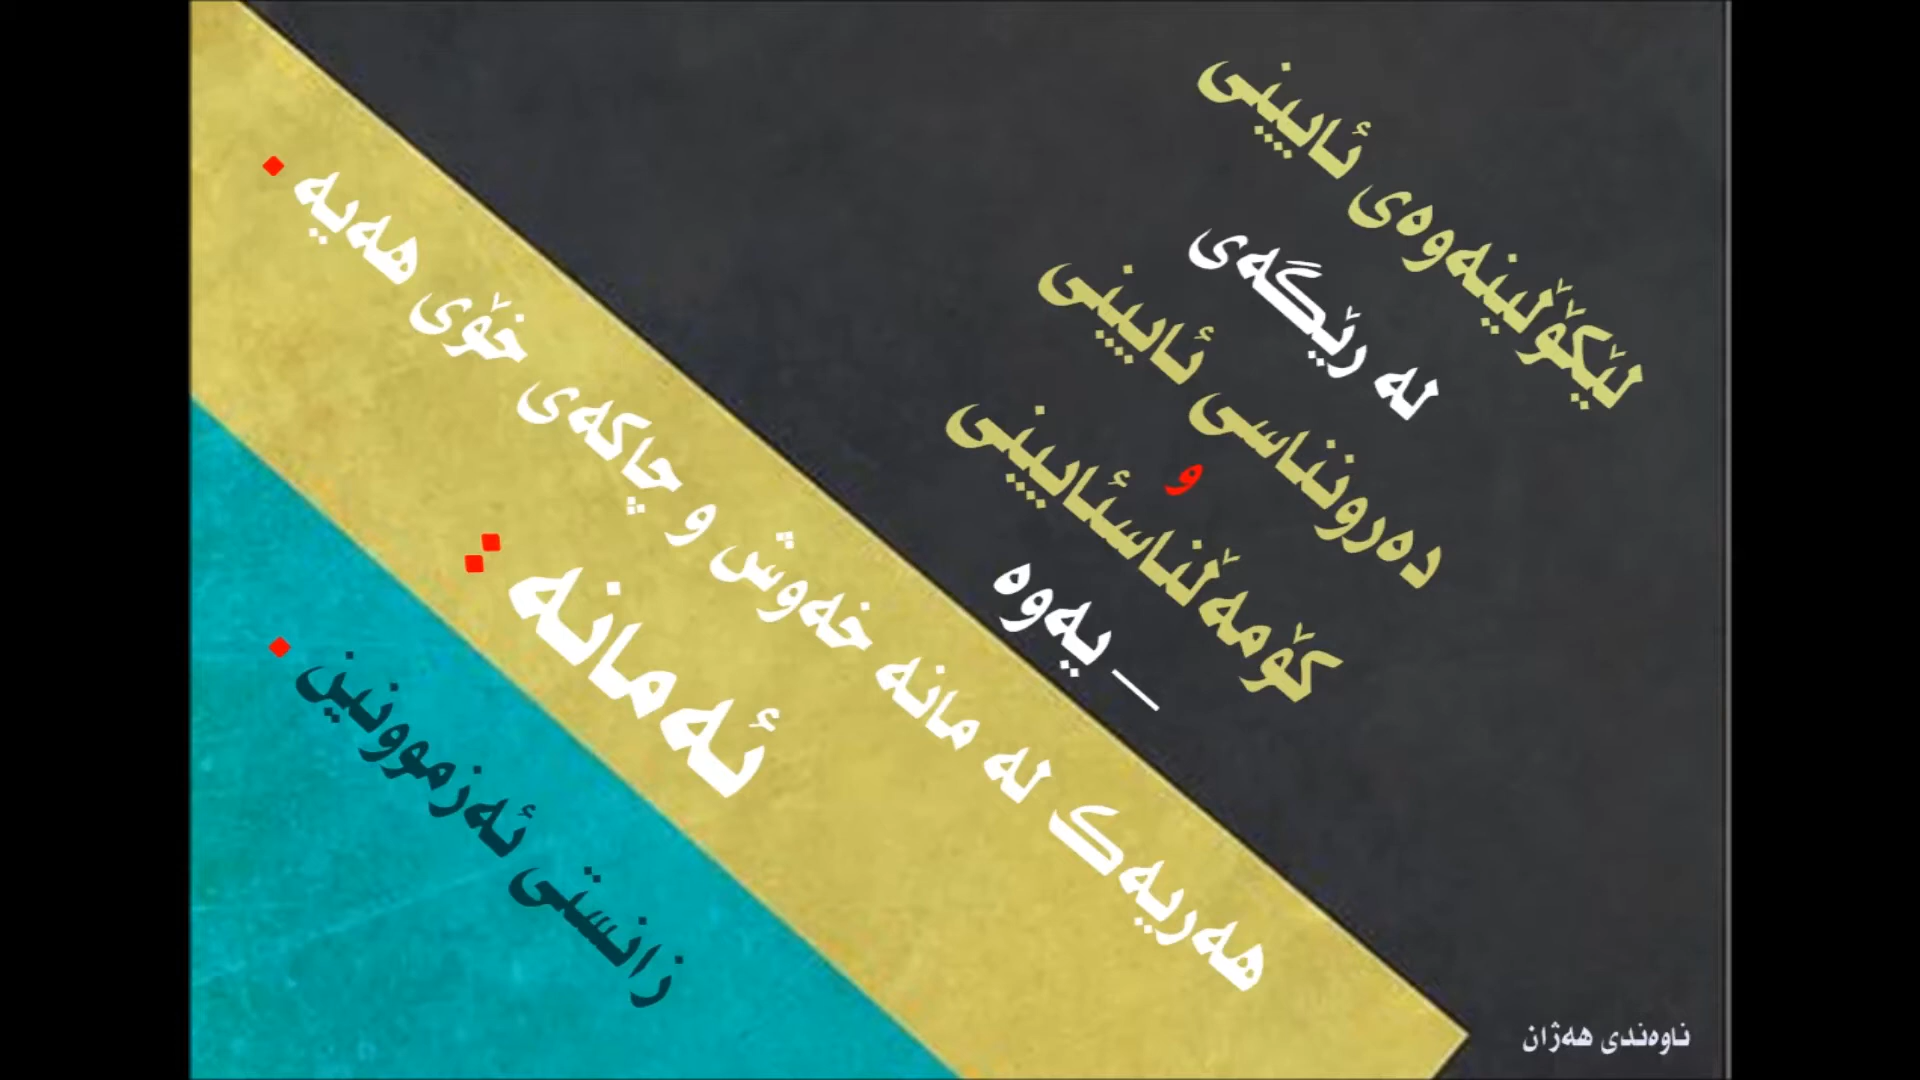 لێکۆڵینەوەی ئایینی
لە ڕێگەی
دەروونناسی ئایینی
و
کۆمەڵناسئایینی
_ یەوە
هەریەک لە مانە خەوش و چاکەی خۆی هەیە.
ئەمانە:
زانستی ئەزموونین.
ناوەندی هەژان